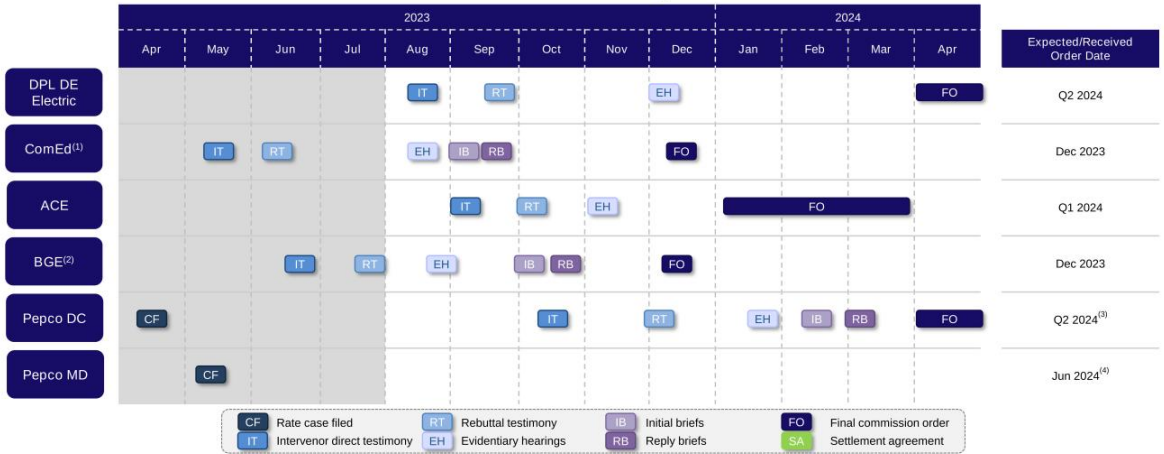 2023 2024
Apr May Jun Jul Aug Sep Oct Nov Dec Jan Feb Mar Apr
Expected/Received
Order Date
DPL DE
Electric
IT RT EH FO Q2 2024
ComEd(1) IT RT EH IB RB FO Dec 2023
ACE IT RT EH FO Q1 2024
BGE(2) IT RT EH IB RB FO Dec 2023
Pepco DC CF IT RT EH IB RB FO Q2 2024(3)
Pepco MD CF Jun 2024(4)
CF Rate case filed RT Rebuttal testimony IB Initial briefs FO Final commission order
IT Intervenor direct testimony EH Evidentiary hearings RB Reply briefs SA Settlement agreement